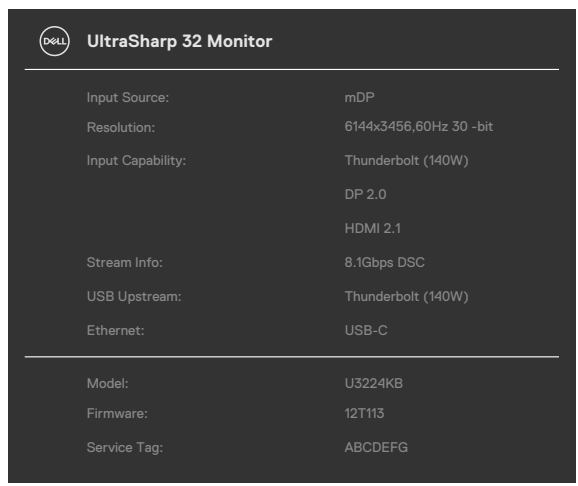 DELL UltraSharp 32 Monitor
Input Source: mDP
Resolution: 6144x3456,60Hz 30 -bit
Input Capability: Thunderbolt (140W)
DP 2.0
HDMI 2.1
Stream Info: 8.1Gbps DSC
USB Upstream: Thunderbolt (140W)
Ethernet: USB-C
Model: U3224KB
Firmware: 12T113
Service Tag: ABCDEFG